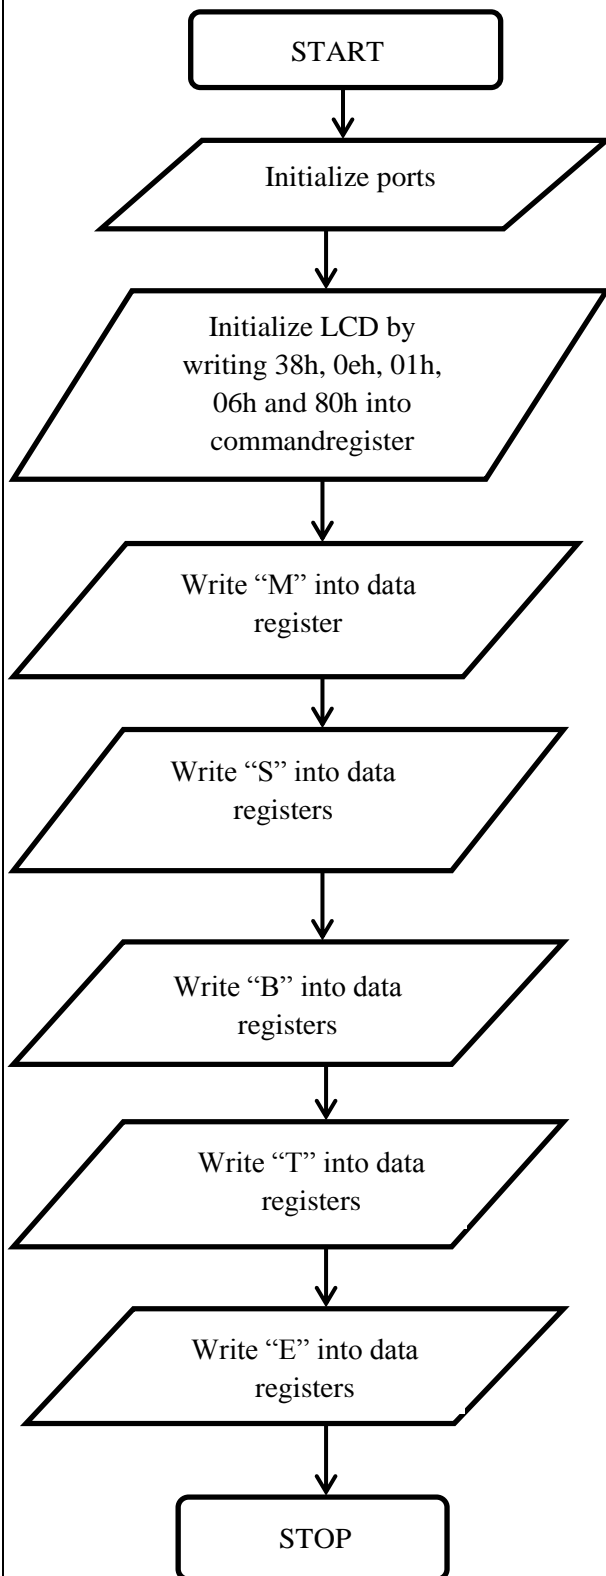 START
Initialize ports
Initialize LCD by
writing 38h, 0eh, 01h,
06h and 80h into
commandregister
Write “M” into data
register
Write “S” into data
registers
Write “B” into data
registers
Write “T” into data
registers
Write “E” into data
registers
STOP